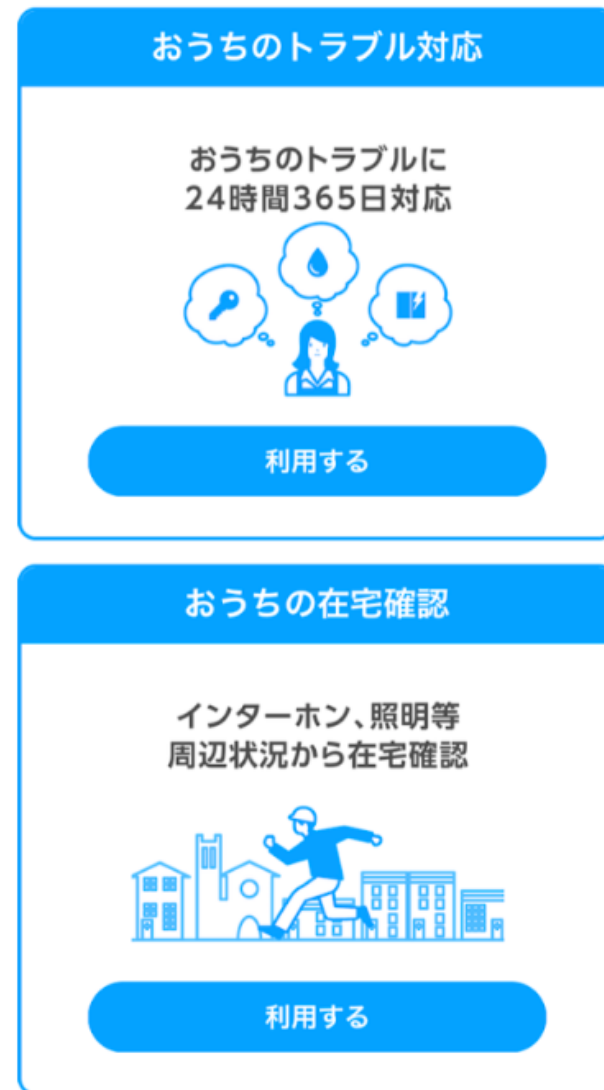 おうちのトラブル対応
おうちのトラブルに
24時間365日対応
利用する
おうちの在宅確認
インターホン、照明等
周辺状況から在宅確認
利用する